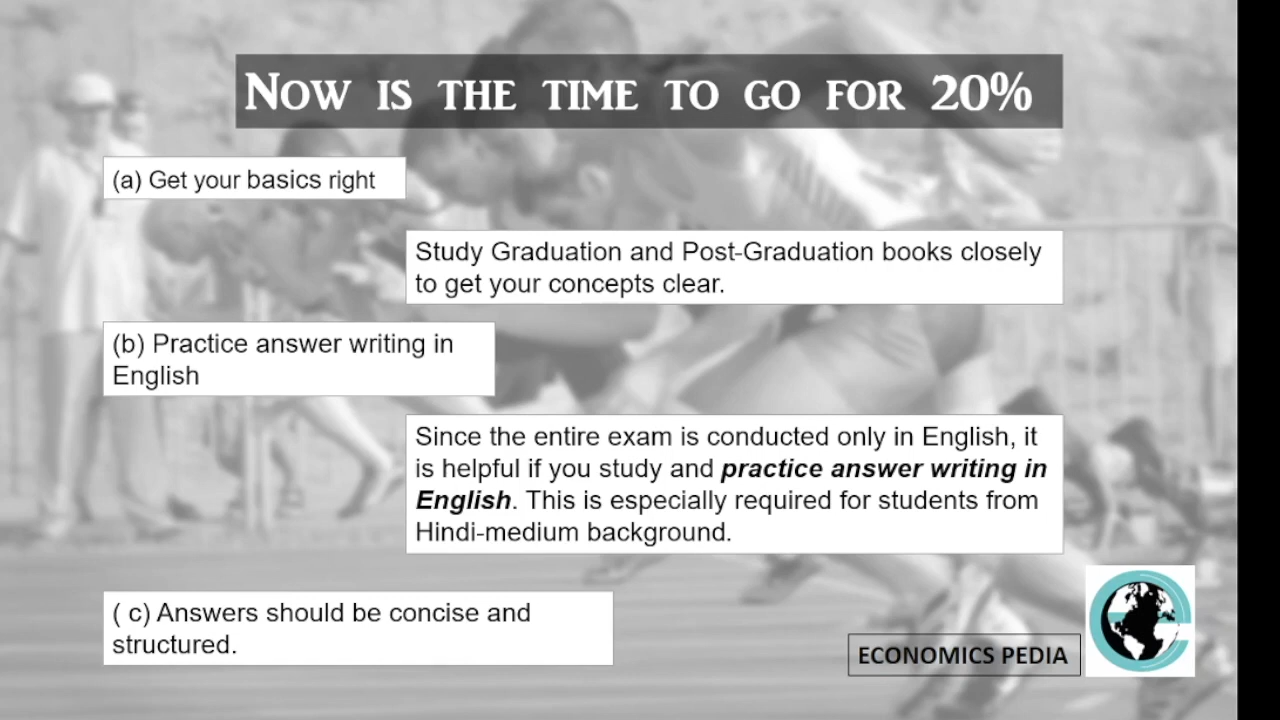 Now is the time to go for 20%
(a) Get your basics right
Study Graduation and Post-Graduation books closely
to get your concepts clear.
(b) Practice answer writing in
English
Since the entire exam is conducted only in English, it
is helpful if you study and practice answer writing in
English. This is especially required for students from
Hindi-medium background.
( c) Answers should be concise and
structured.
ECONOMICS PEDIA